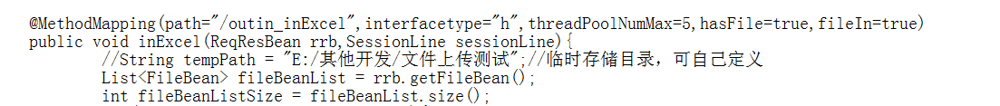 @MethodMapping(path="/outin_inExcel",interfacetype="h",threadPoolNumMax=5,hasFile=true,fileIn=true)
public void inExcel(ReqResBean rrb,SessionLine sessionLine){
//String tempPath = "E:/其他开发/文件上传测试";//临时存储目录，可自己定义
List<FileBean> fileBeanList = rrb.getFileBean();
int fileBeanListSize = fileBeanList.size();